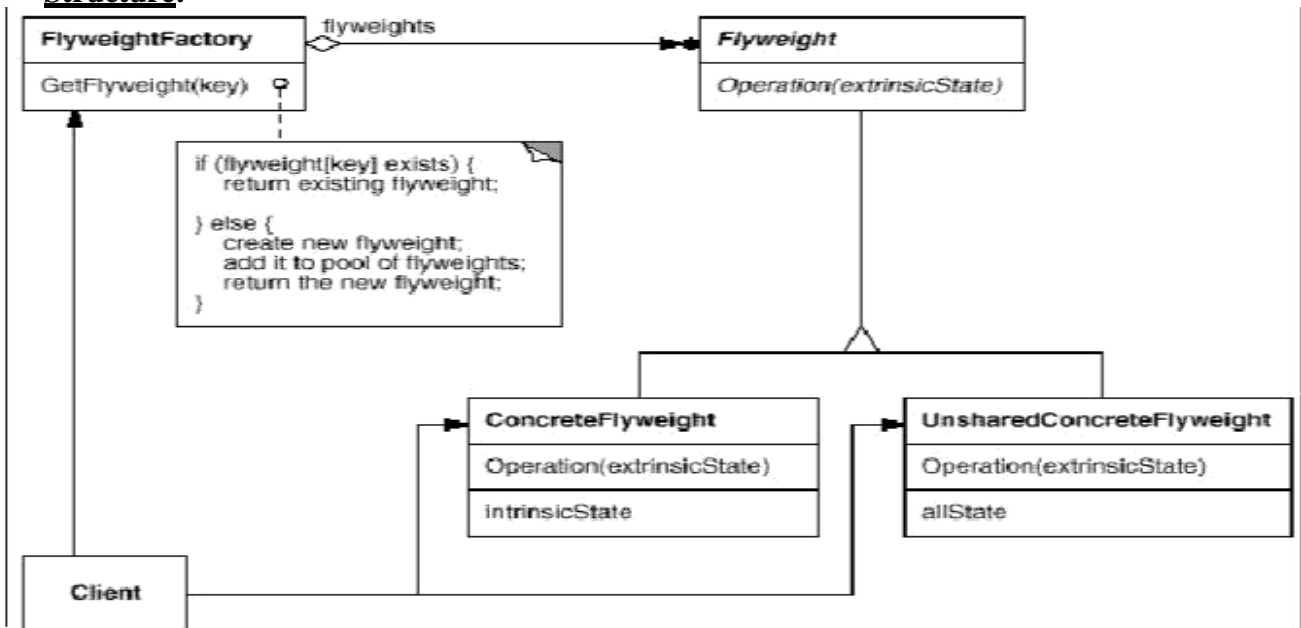 Structure:
FlyweightFactory
GetFlyweight(key)
flyweights
Flyweight
Operation(extrinsicState)
if (flyweight[key] exists) {
return existing flyweight;
} else {
create new flyweight;
add it to pool of flyweights;
return the new flyweight;
}
ConcreteFlyweight
Operation(extrinsicState)
intrinsicState
UnsharedConcreteFlyweight
Operation(extrinsicState)
allState
Client